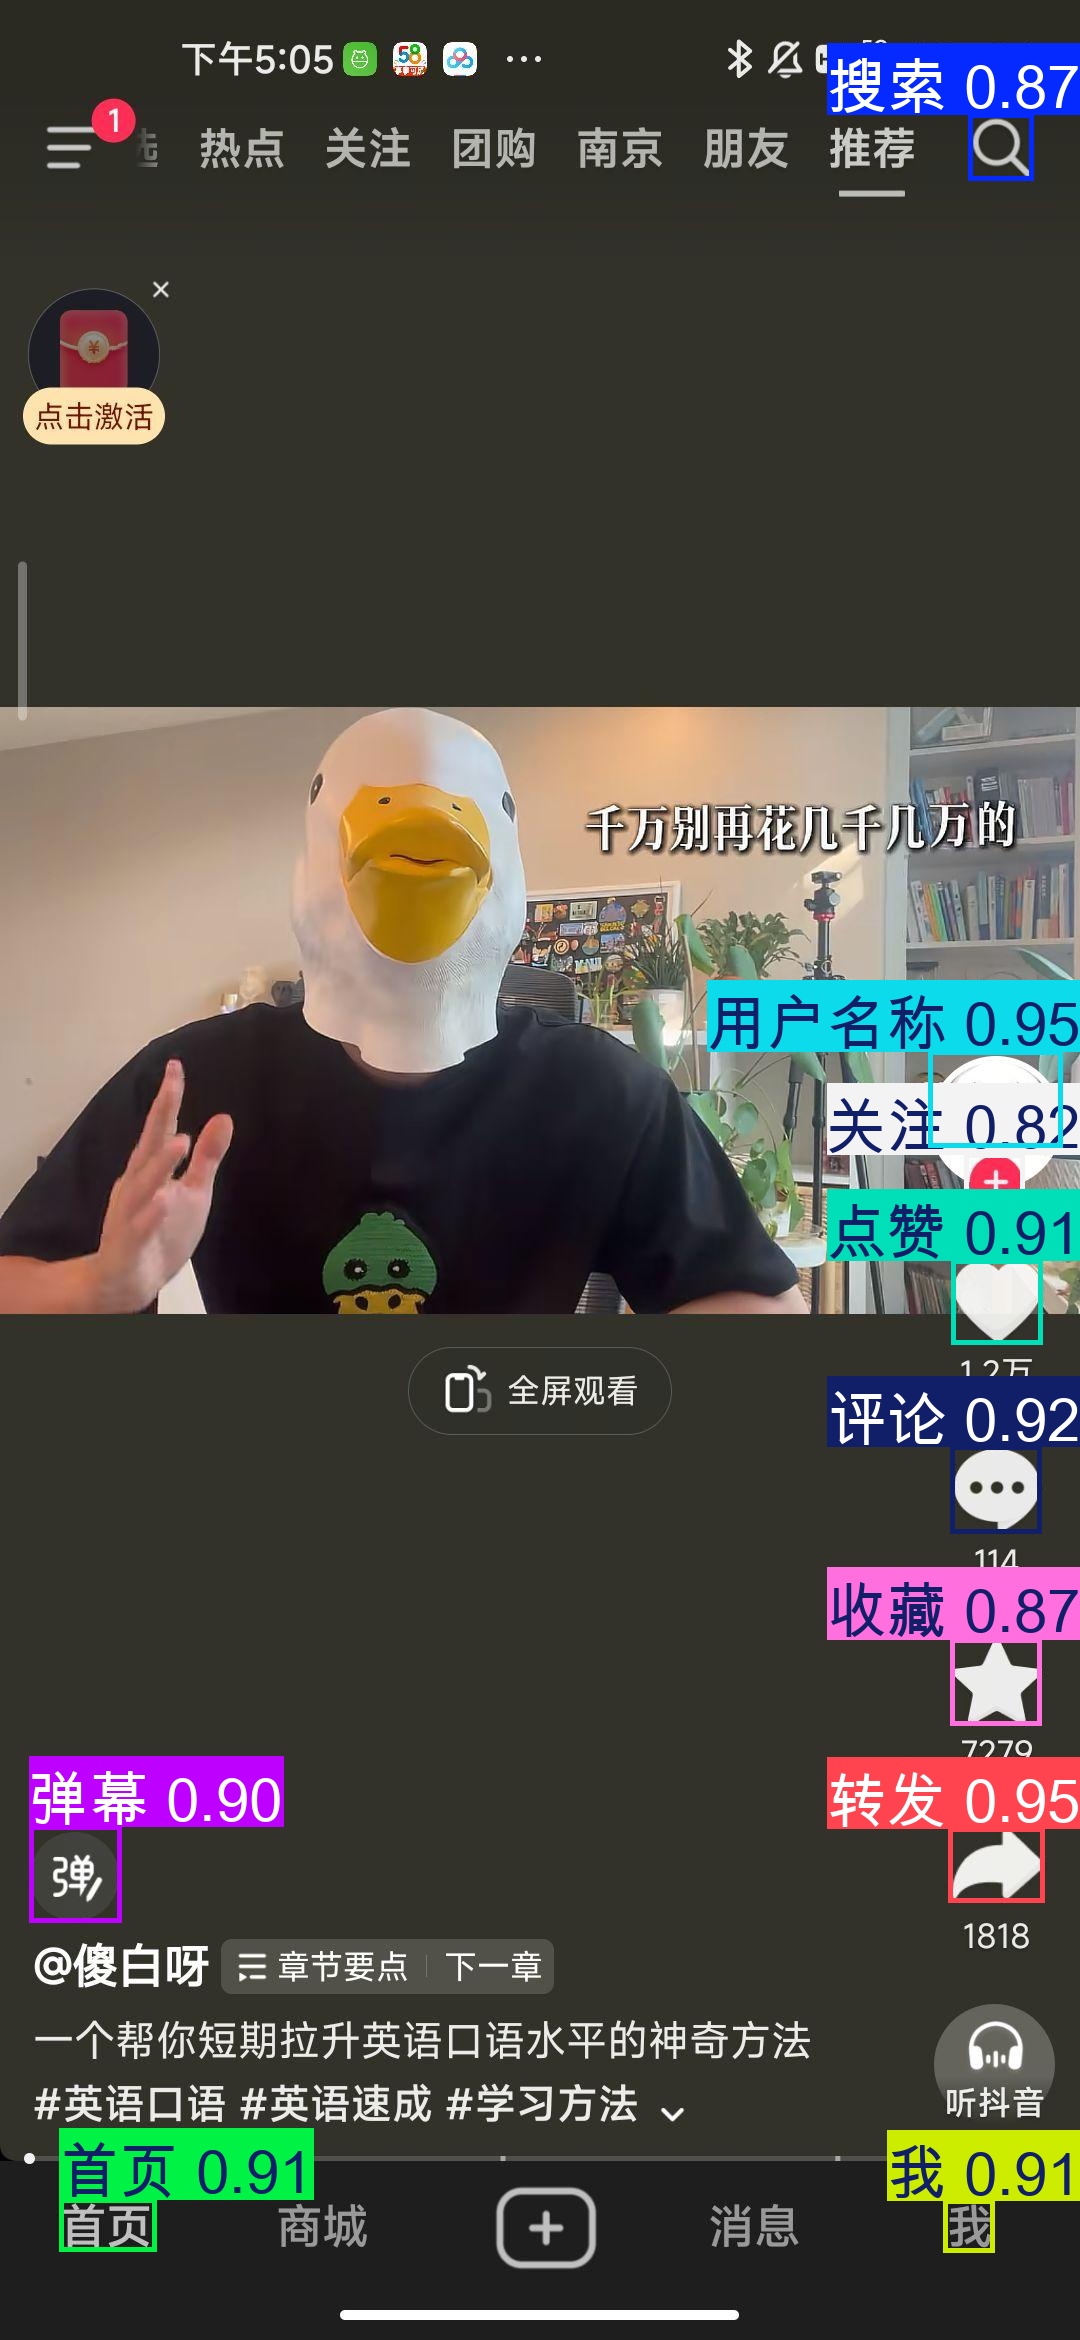 下午5:05 58 ...
搜索 0.87
1
热点 关注 团购 南京 朋友 推荐
点击激活
千万别再花几千几万的
用户名称 0.95
关注 0.82
点赞 0.91
1.2万
评论 0.92
全屏观看
114
收藏 0.87
7279
弹幕 0.90
转发 0.95
弹
1818
@傻白呀 章节要点 下一章
一个帮你短期拉升英语口语水平的神奇方法
#英语口语 #英语速成 #学习方法
听抖音
首页 0.91
我 0.91
首页 商城 消息 我